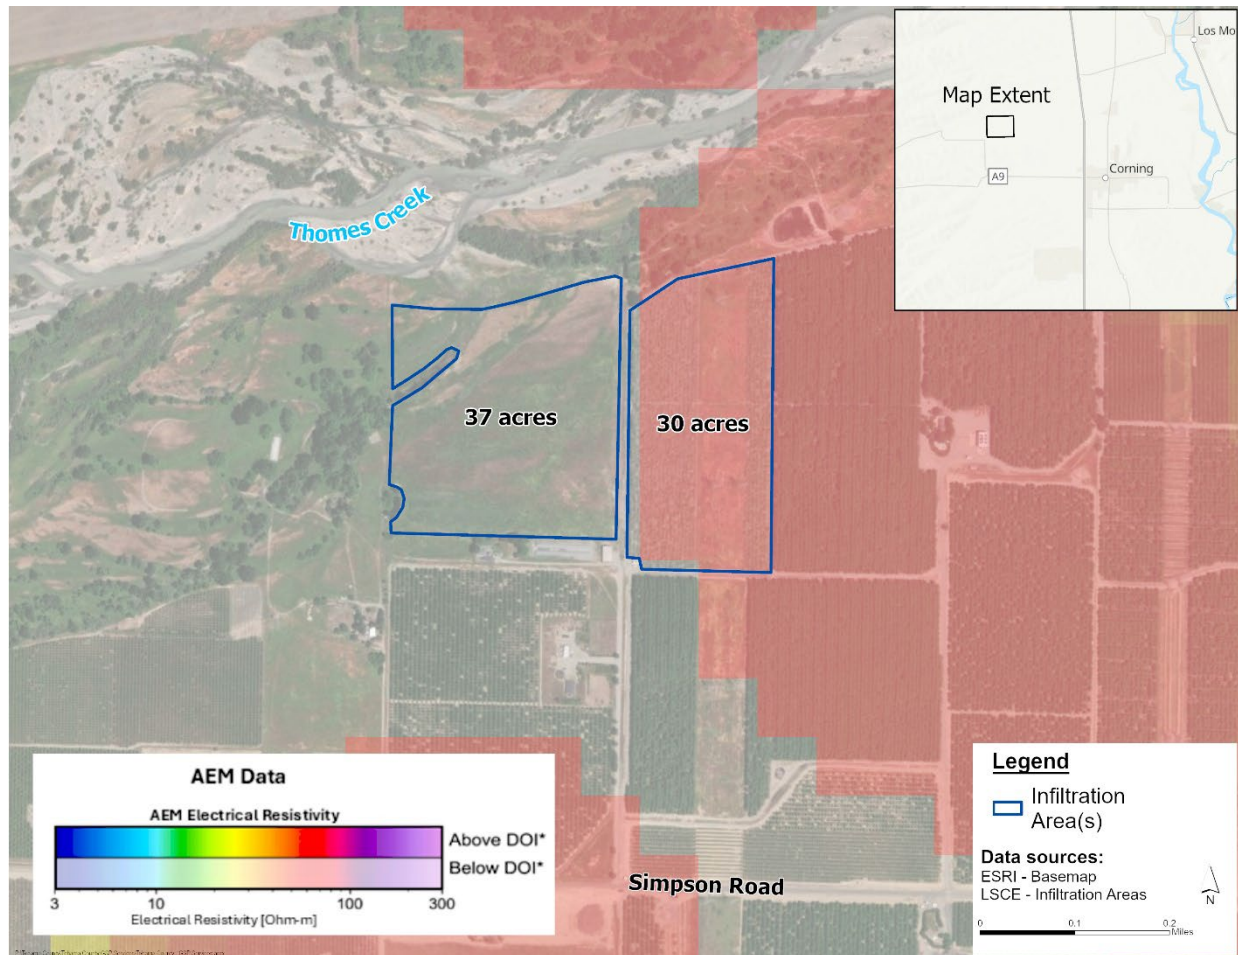 Los Mo
Map Extent
Corning
A9
Thomes Creek
37 acres
30 acres
AEM Data
AEM Electrical Resistivity
Above DOI*
Below DOI*
3 10 100 300
Electrical Resistivity [Ohm-m]
Simpson Road
Legend
Infiltration
Area(s)
Data sources:
ESRI - Basemap
LSCE - Infiltration Areas
N
0 0.1 0.2
Miles